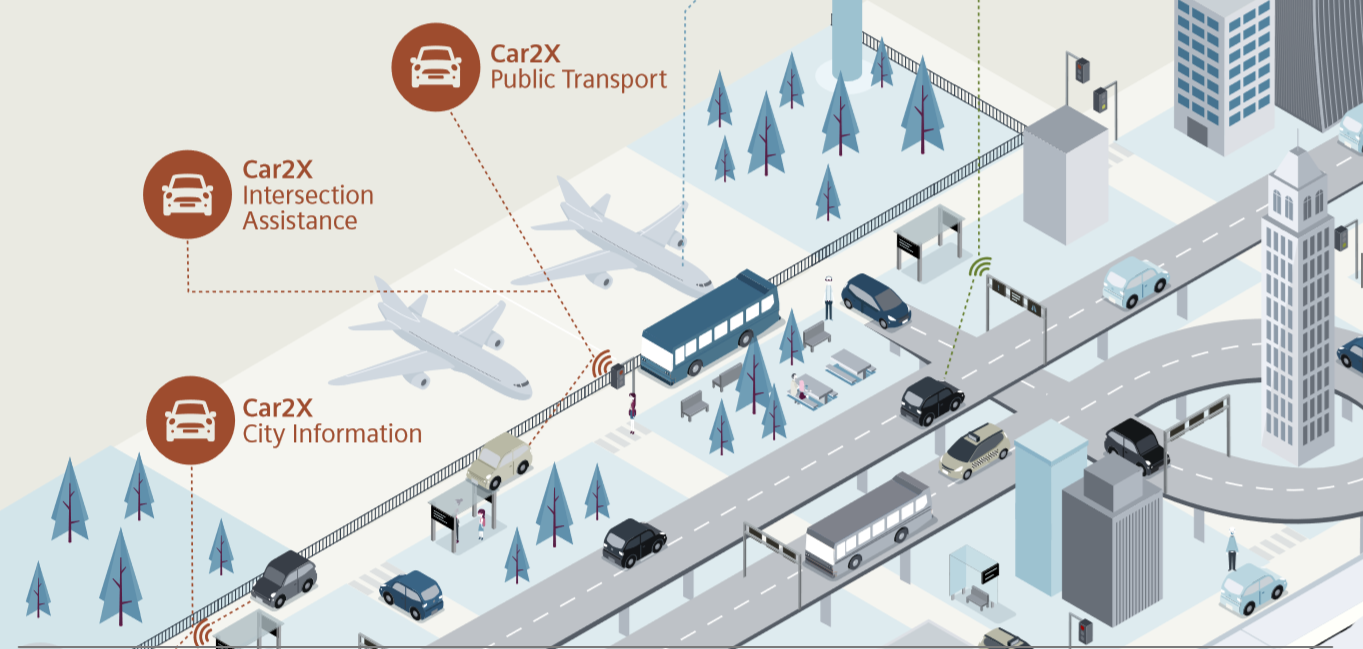 Car2X
Public Transport
Car2X
Intersection
Assistance
Car2X
City Information